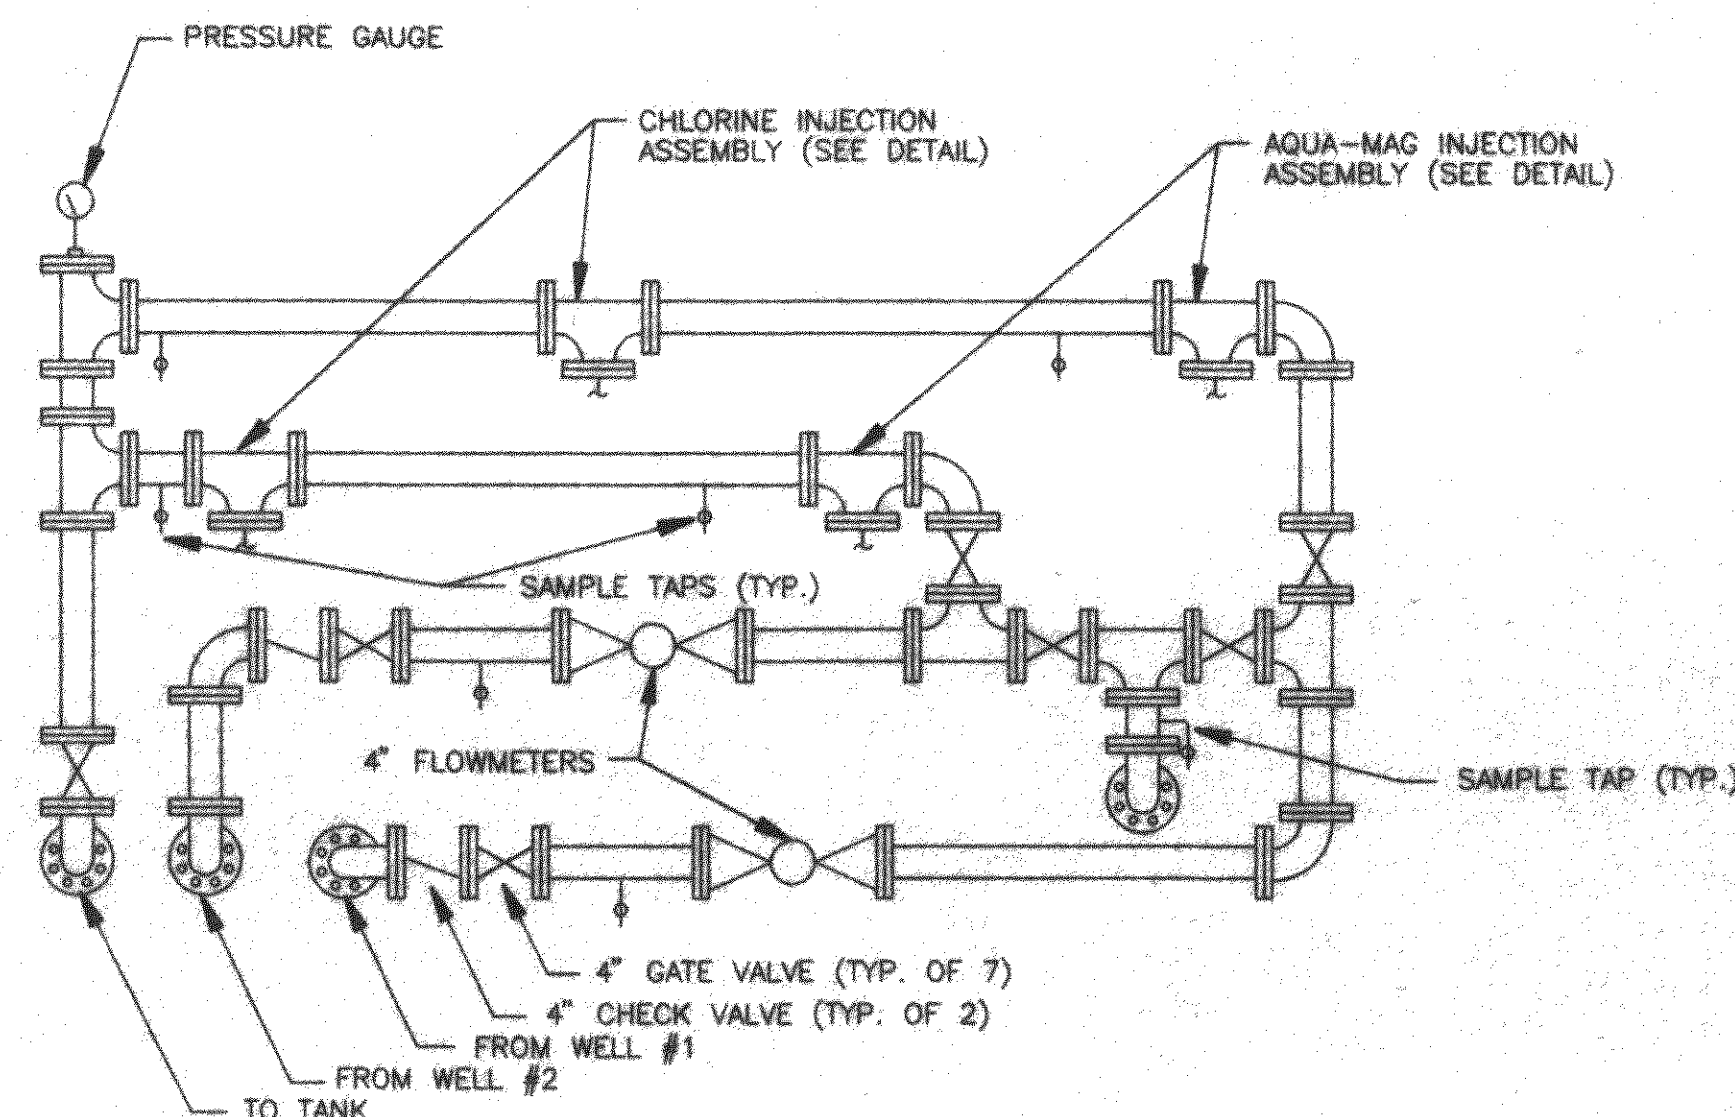 PRESSURE GAUGE
CHLORINE INJECTION
ASSEMBLY (SEE DETAIL)
AQUA-MAG INJECTION
ASSEMBLY (SEE DETAIL)
SAMPLE TAPS (TYP.)
4" FLOWMETERS
SAMPLE TAP (TYP.)
4" GATE VALVE (TYP. OF 7)
4" CHECK VALVE (TYP. OF 2)
FROM WELL #1
FROM WELL #2
TO TANK